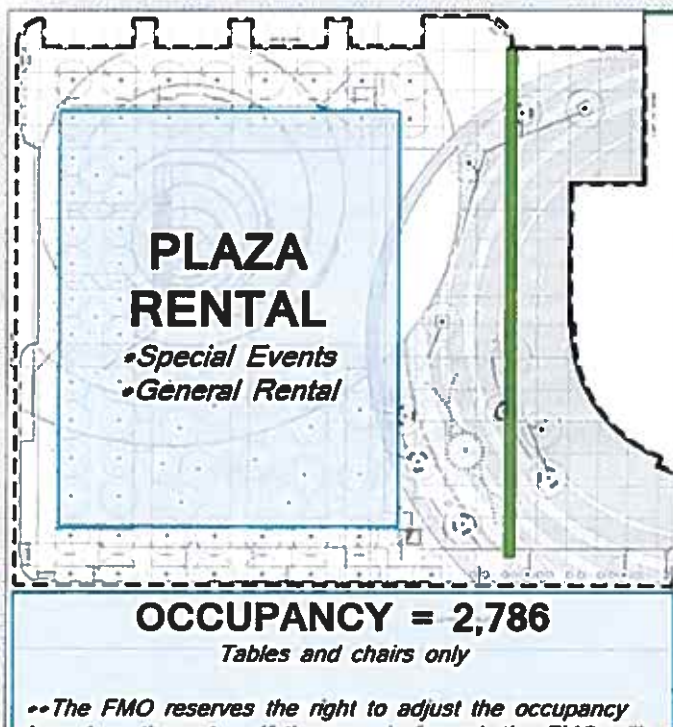 PLAZA
RENTAL
•Special Events
•General Rental
OCCUPANCY = 2,786
Tables and chairs only
••The FMO reserves the right to adjust the occupancy